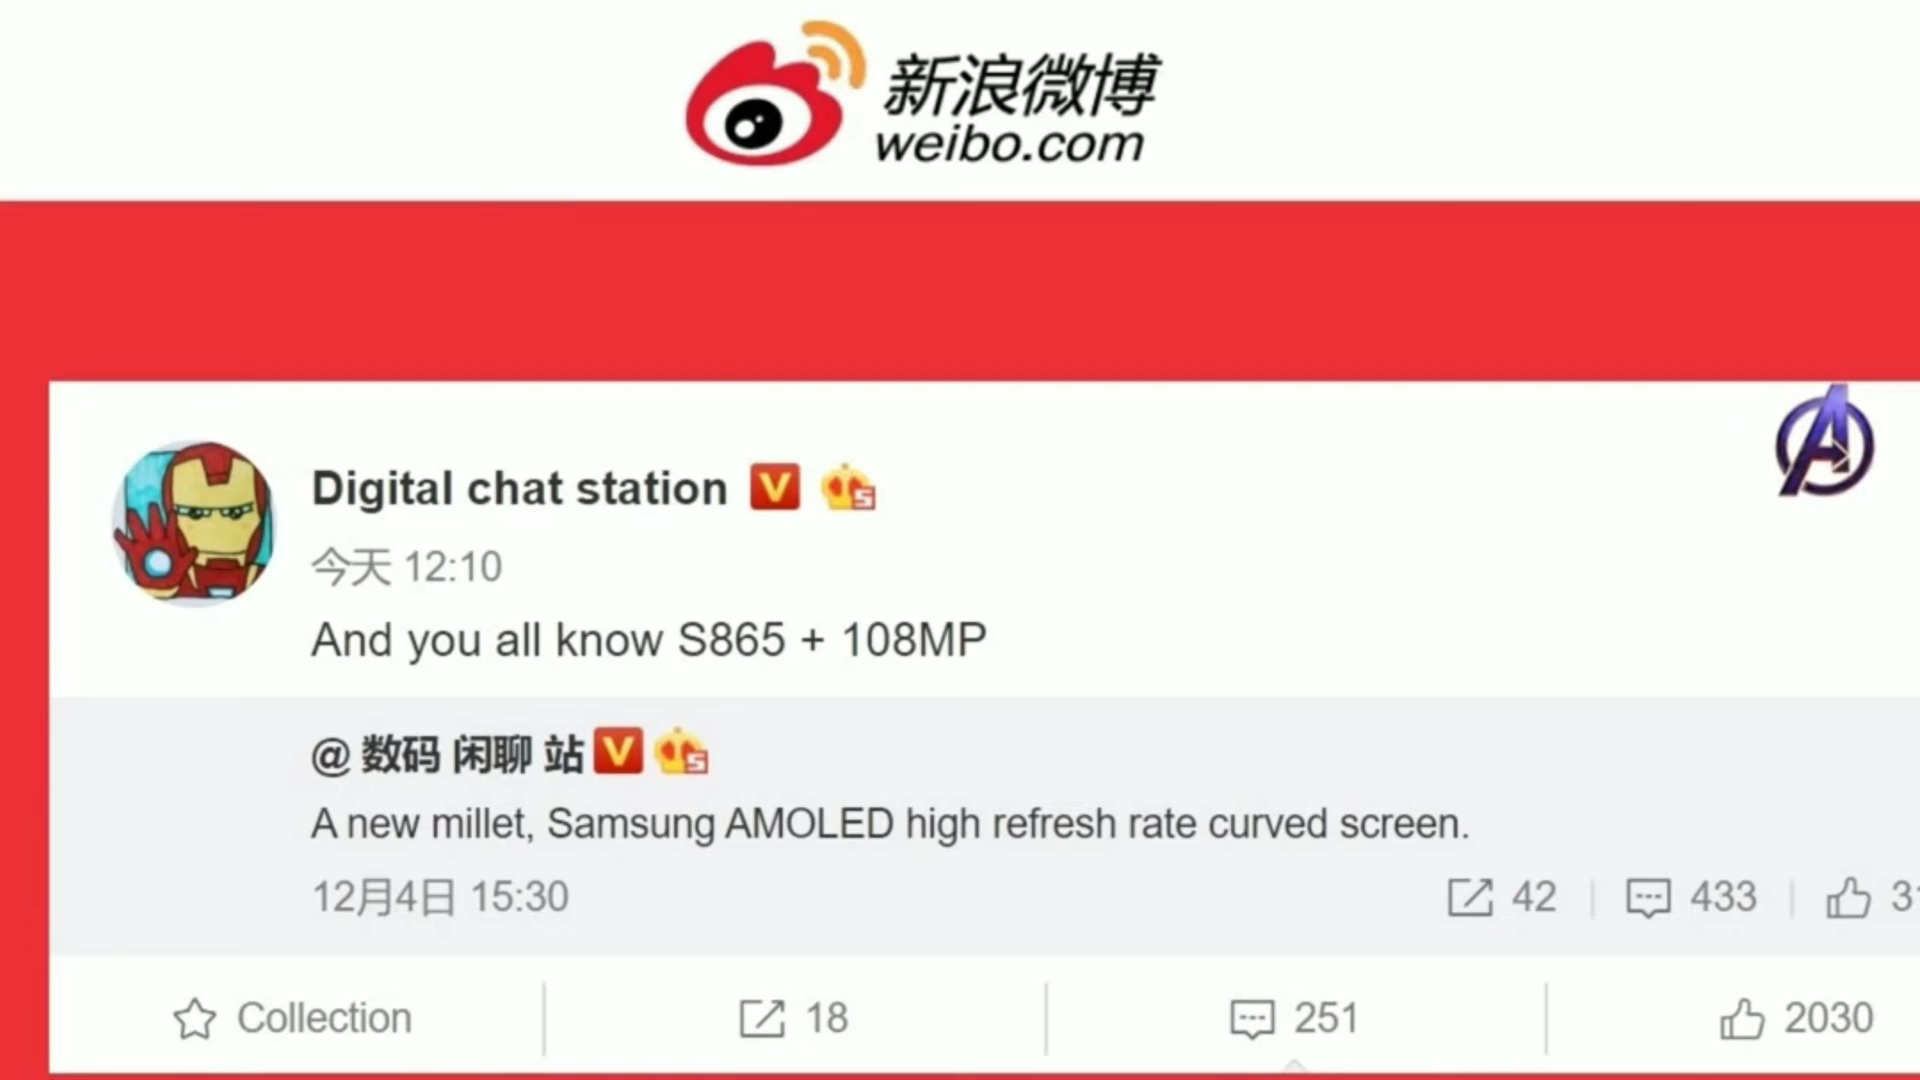 新浪微博
weibo.com
Digital chat station
今天 12:10
And you all know S865 + 108MP
@ 数码 闲聊 站
A new millet, Samsung AMOLED high refresh rate curved screen.
12月4日 15:30
42
433
Collection
18
251
2030